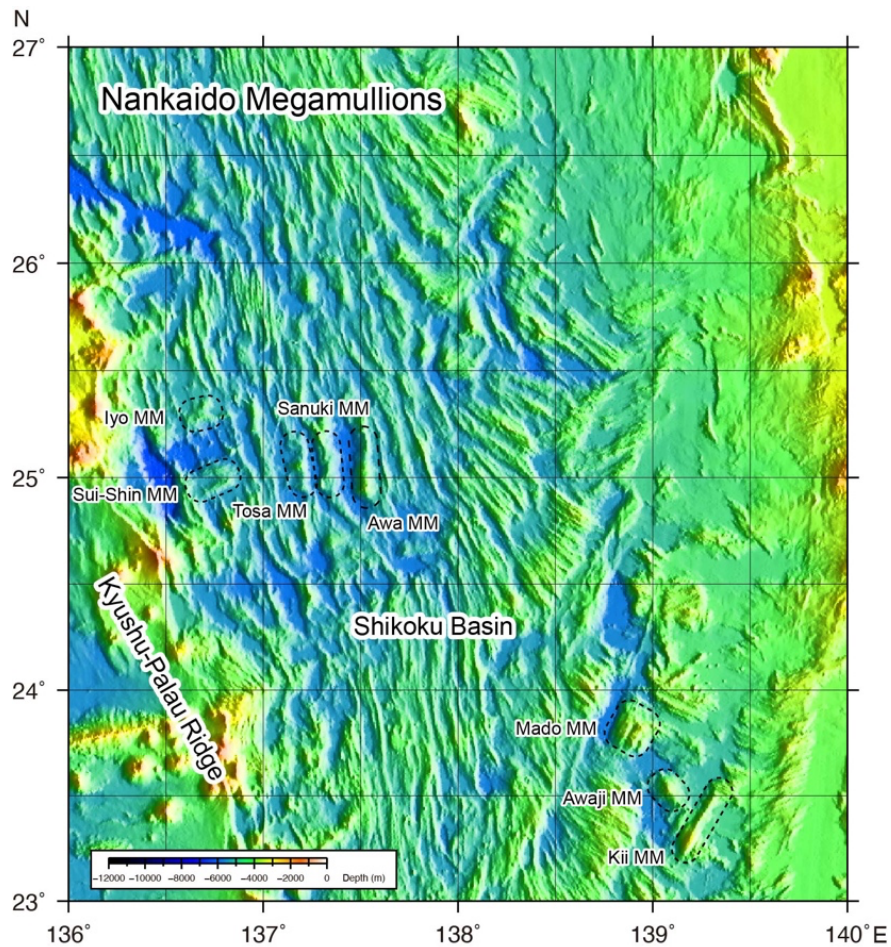 N
27°
Nankaido Megamullions
26°
Iyo MM
Sanuki MM
25°
Sui-Shin MM
Tosa MM
Awa MM
Kyushu-Palau Ridge
Shikoku Basin
24°
Mado MM
Awaji MM
Kii MM
-12000 -10000 -8000 -6000 -4000 -2000 0 Depth (m)
23°
136° 137° 138° 139° 140° E